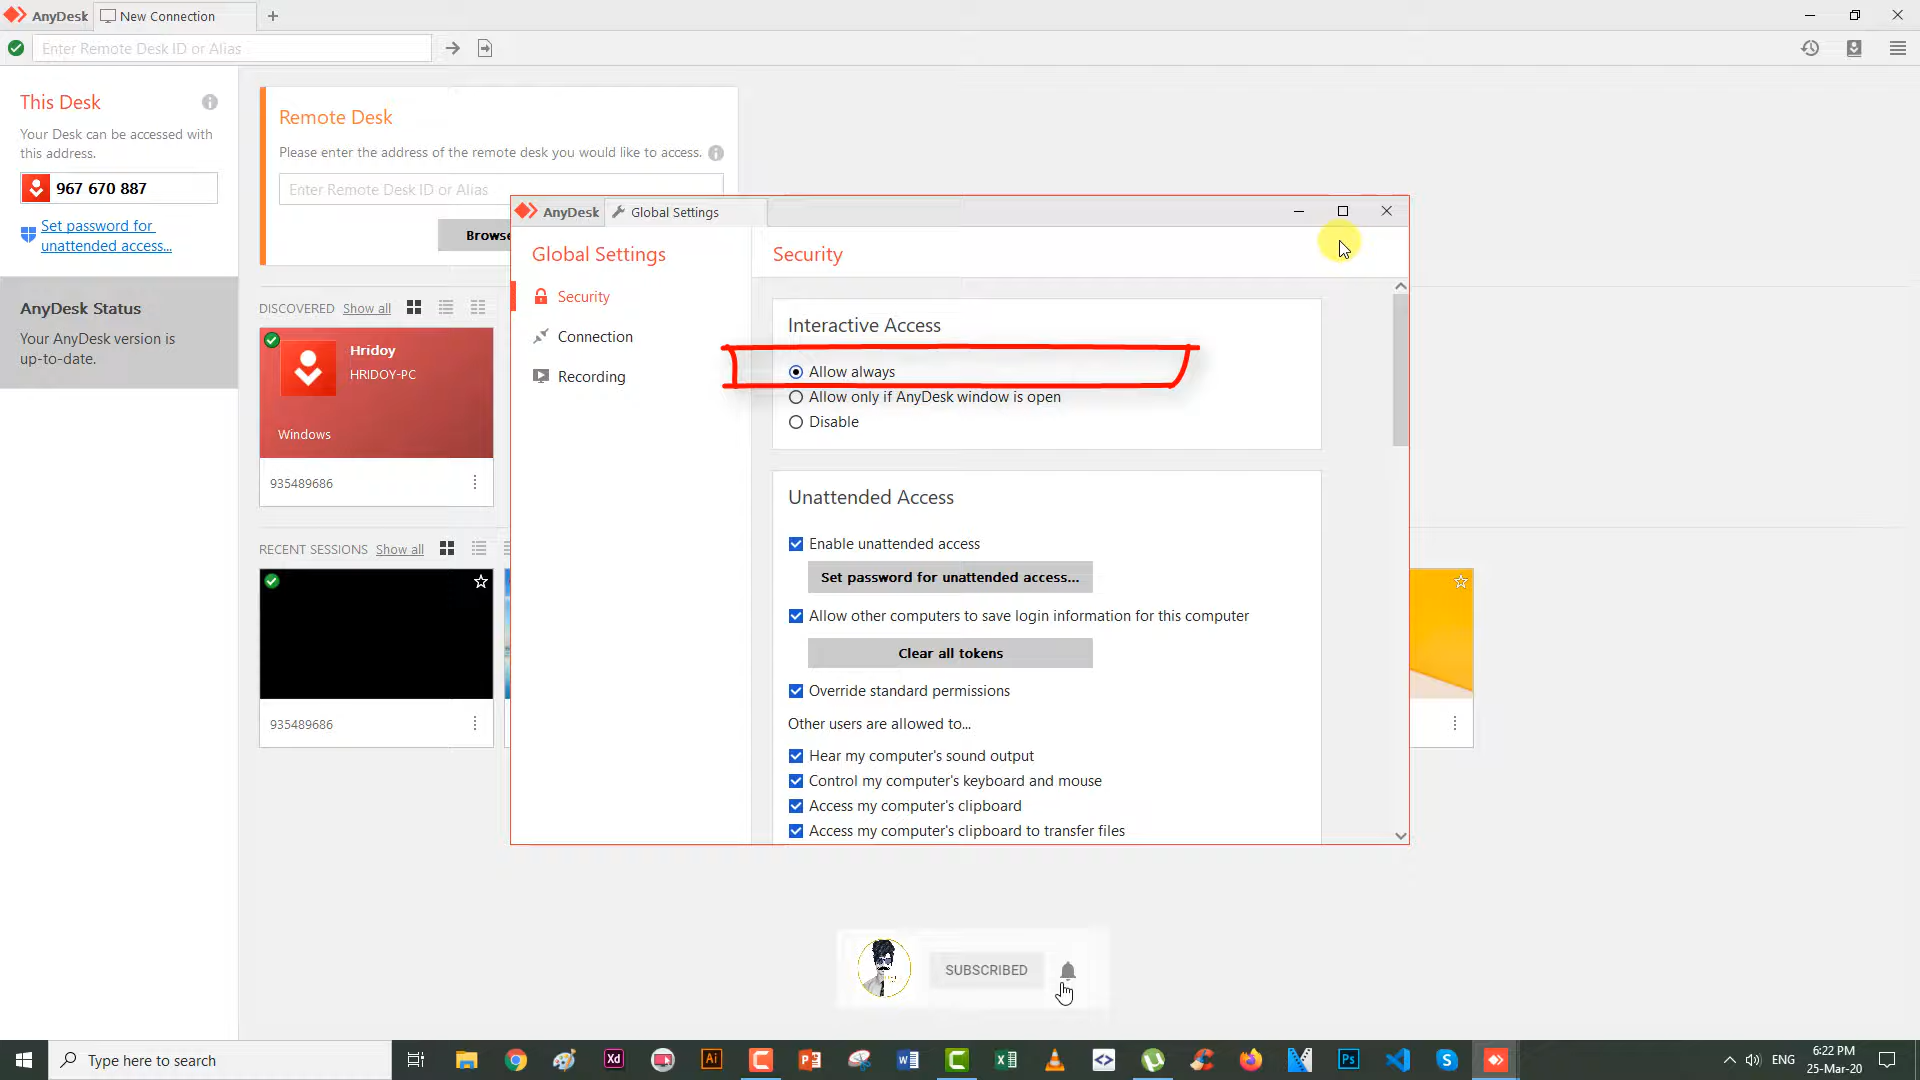 AnyDesk
New Connection
Enter Remote Desk ID or Alias
This Desk
Your Desk can be accessed with
this address.
967 670 887
Set password for
unattended access...
AnyDesk Status
Your AnyDesk version is
up-to-date.
Remote Desk
Please enter the address of the remote desk you would like to access.
Enter Remote Desk ID or Alias
Browse
DISCOVERED Show all
Hridoy
HRIDOY-PC
Windows
935489686
RECENT SESSIONS Show all
935489686
AnyDesk
Global Settings
Global Settings
Security
Connection
Recording
Security
Interactive Access
Allow always
Allow only if AnyDesk window is open
Disable
Unattended Access
Enable unattended access
Set password for unattended access...
Allow other computers to save login information for this computer
Clear all tokens
Override standard permissions
Other users are allowed to...
Hear my computer's sound output
Control my computer's keyboard and mouse
Access my computer's clipboard
Access my computer's clipboard to transfer files
SUBSCRIBED
Type here to search
Xd
Ai
Ps
ENG
6:22 PM
25-Mar-20